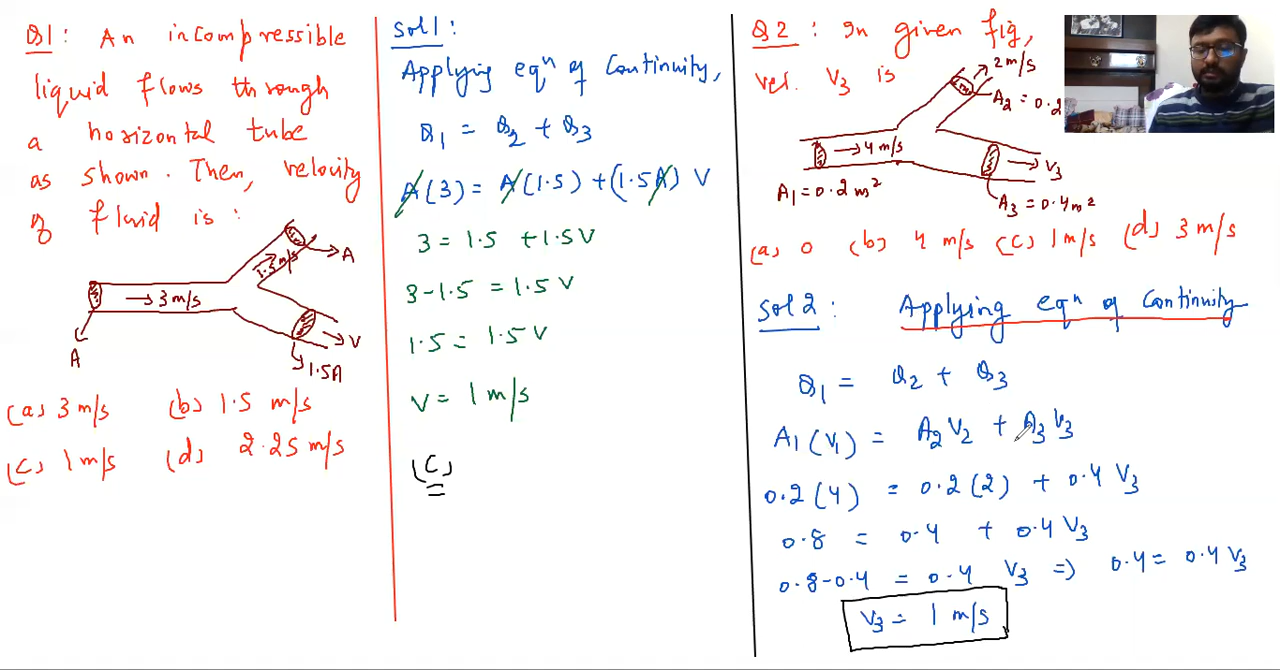 Q1: An incompressible
liquid flows through
a horizontal tube
as shown. Then, velocity
of fluid is:
A
1.5 m/s
→ 3 m/s
V
A
1.5A
(a) 3 m/s (b) 1.5 m/s
(c) 1 m/s (d) 2.25 m/s
Sol 1:
Applying eqⁿ of Continuity,
Q1 = Q2 + Q3
A(3) = A(1.5) + (1.5A) V
3 = 1.5 + 1.5V
3-1.5 = 1.5 V
1.5 = 1.5 V
V = 1 m/s
(C)
Q2: In given fig,
vel. V3 is
2 m/s
A2 = 0.2
→ 4 m/s
V3
A1 = 0.2 m²
A3 = 0.4 m²
(a) 0 (b) 4 m/s (c) 1 m/s (d) 3 m/s
Sol 2: Applying eqⁿ of Continuity
Q1 = Q2 + Q3
A1(V1) = A2 V2 + A3 V3
0.2(4) = 0.2(2) + 0.4 V3
0.8 = 0.4 + 0.4 V3
0.8-0.4 = 0.4 V3 ⇒ 0.4 = 0.4 V3
V3 = 1 m/s